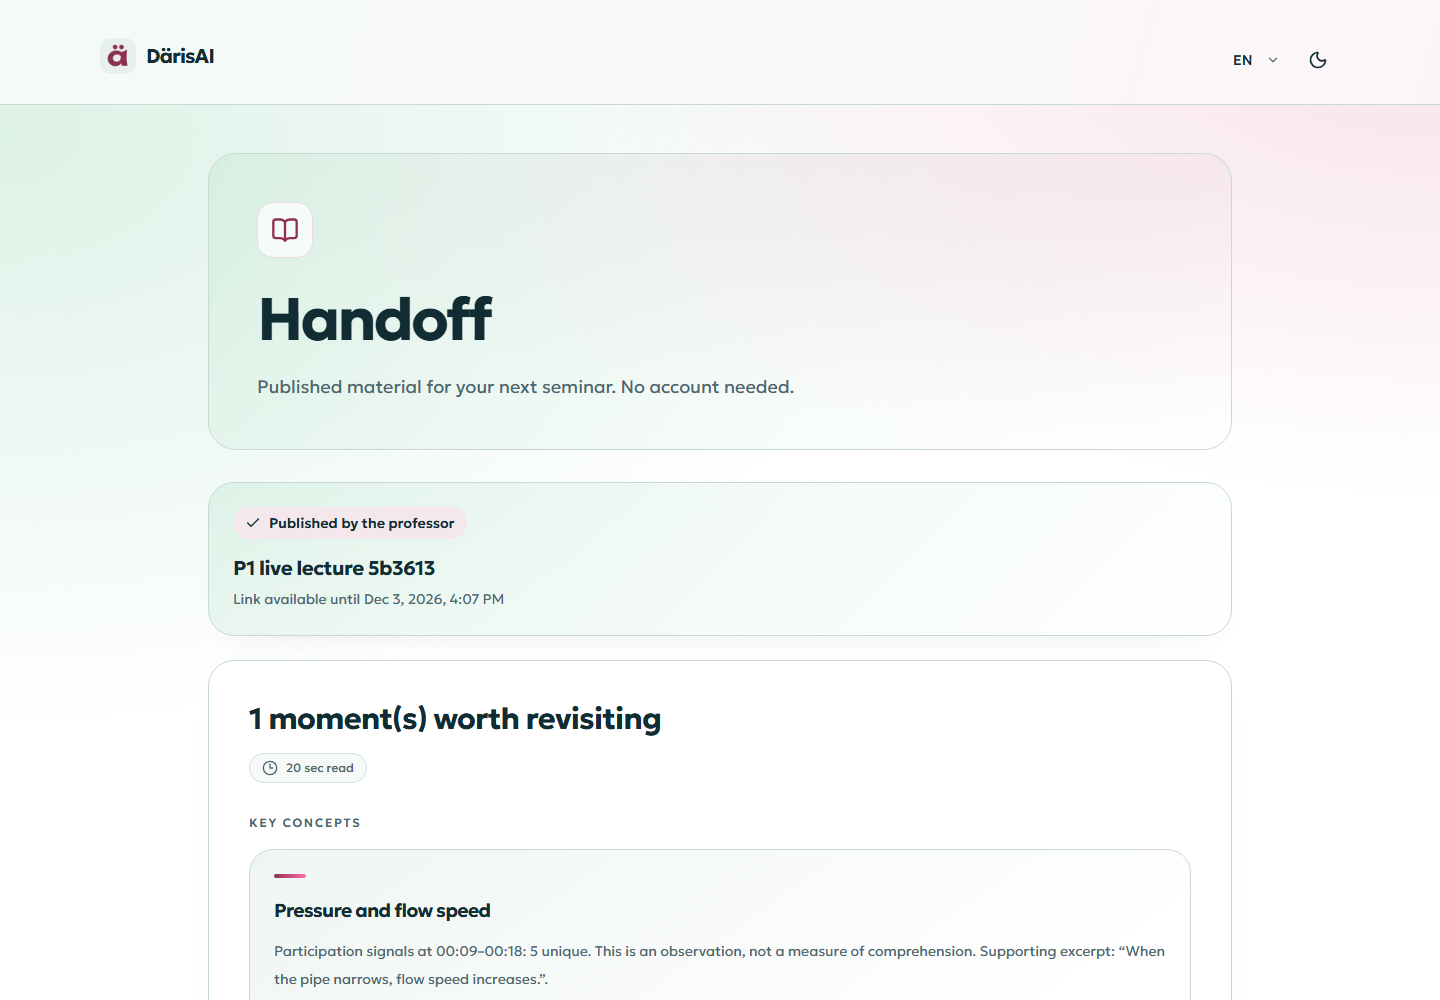 ä DärisAI
EN
Handoff
Published material for your next seminar. No account needed.
Published by the professor
P1 live lecture 5b3613
Link available until Dec 3, 2026, 4:07 PM
1 moment(s) worth revisiting
20 sec read
KEY CONCEPTS
Pressure and flow speed
Participation signals at 00:09–00:18: 5 unique. This is an observation, not a measure of comprehension. Supporting excerpt: “When
the pipe narrows, flow speed increases.”.